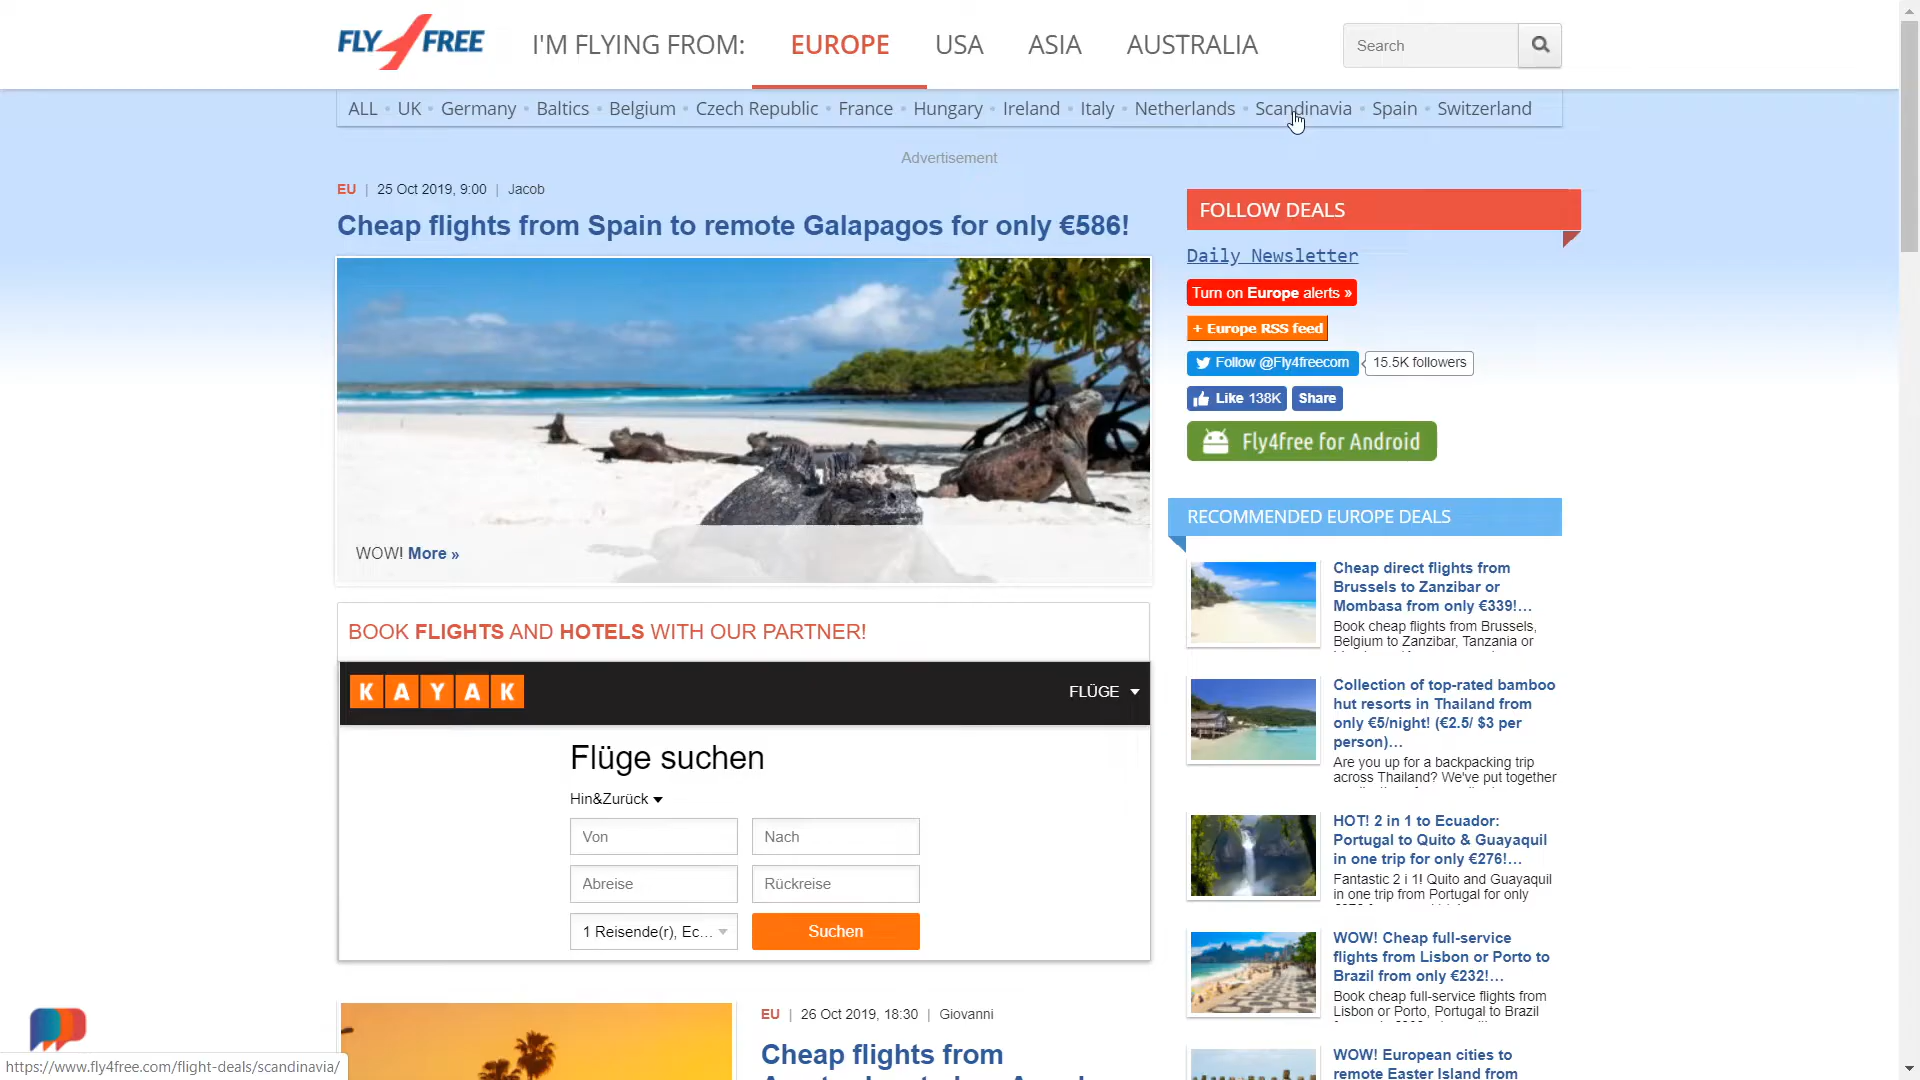 FLY FREE
I'M FLYING FROM:
EUROPE
USA
ASIA
AUSTRALIA
Search
ALL • UK • Germany • Baltics • Belgium • Czech Republic • France • Hungary • Ireland • Italy • Netherlands • Scandinavia • Spain • Switzerland
Advertisement
EU | 25 Oct 2019, 9:00 | Jacob
Cheap flights from Spain to remote Galapagos for only €586!
WOW! More »
BOOK FLIGHTS AND HOTELS WITH OUR PARTNER!
KAYAK
FLÜGE
Flüge suchen
Hin&Zurück
Von
Nach
Abreise
Rückreise
1 Reisende(r), Ec...
Suchen
EU | 26 Oct 2019, 18:30 | Giovanni
Cheap flights from
FOLLOW DEALS
Daily Newsletter
Turn on Europe alerts »
+ Europe RSS feed
Follow @Fly4freecom
15.5K followers
Like 138K
Share
Fly4free for Android
RECOMMENDED EUROPE DEALS
Cheap direct flights from
Brussels to Zanzibar or
Mombasa from only €339!…
Book cheap flights from Brussels,
Belgium to Zanzibar, Tanzania or
Collection of top-rated bamboo
hut resorts in Thailand from
only €5/night! (€2.5/ $3 per
person)…
Are you up for a backpacking trip
across Thailand? We've put together
HOT! 2 in 1 to Ecuador:
Portugal to Quito & Guayaquil
in one trip for only €276!…
Fantastic 2 i 1! Quito and Guayaquil
in one trip from Portugal for only
WOW! Cheap full-service
flights from Lisbon or Porto to
Brazil from only €232!…
Book cheap full-service flights from
Lisbon or Porto, Portugal to Brazil
WOW! European cities to
remote Easter Island from
https://www.fly4free.com/flight-deals/scandinavia/